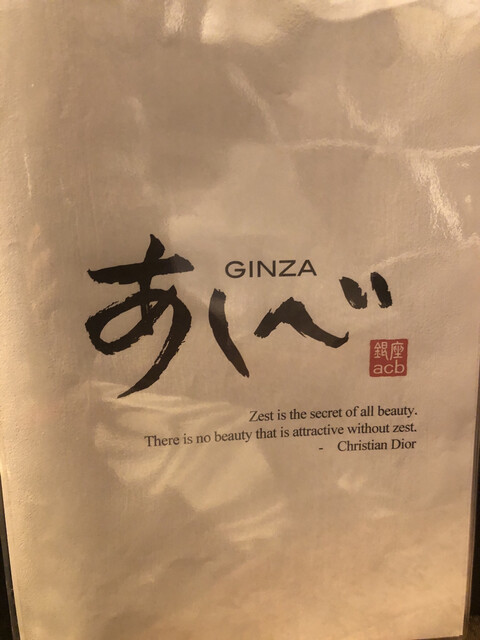 GINZA
あしべ
銀座
acb
Zest is the secret of all beauty.
There is no beauty that is attractive without zest.
- Christian Dior